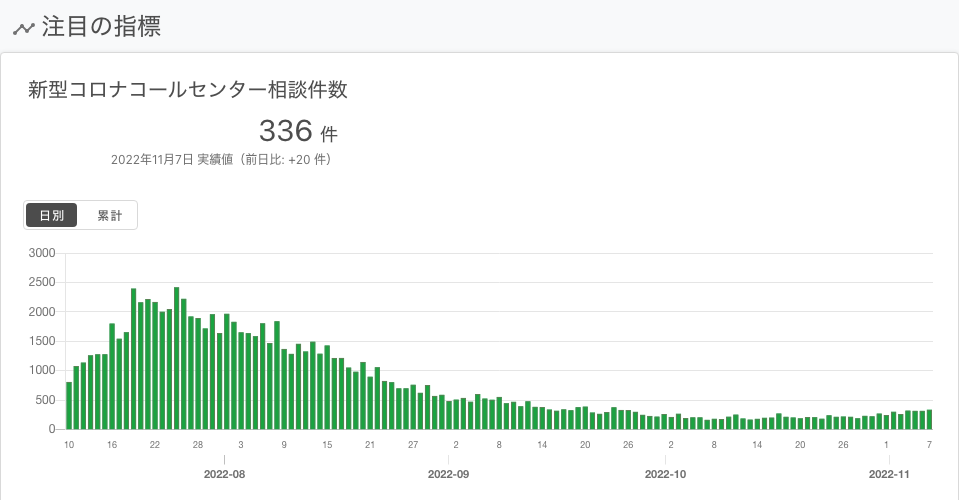 注目の指標
新型コロナコールセンター相談件数
336 件
2022年11月7日 実績値（前日比: +20 件）
日別 累計
3000
2500
2000
1500
1000
500
0
10 16 22 28 3 9 15 21 27 2 8 14 20 26 2 8 14 20 26 1 7
2022-08 2022-09 2022-10 2022-11